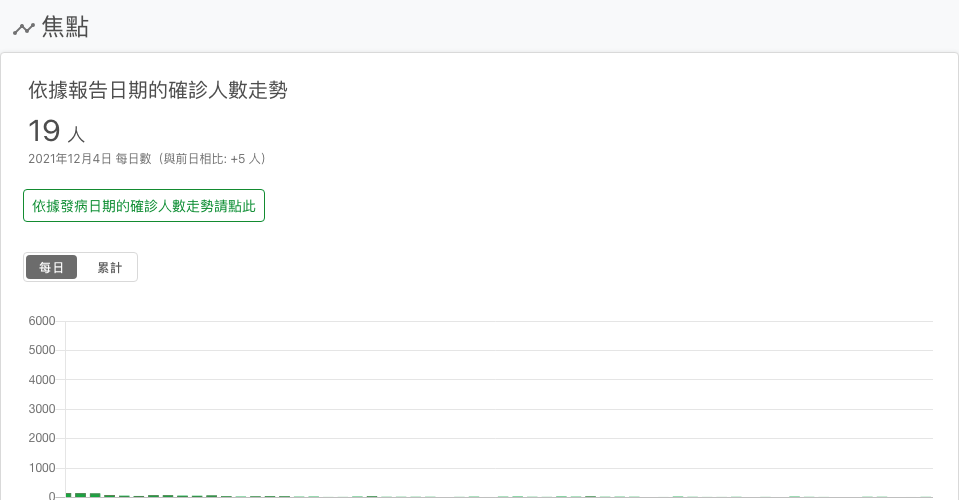 焦點
依據報告日期的確診人數走勢
19 人
2021年12月4日 每日數（與前日相比: +5 人）
依據發病日期的確診人數走勢請點此
每日 累計
6000
5000
4000
3000
2000
1000
0